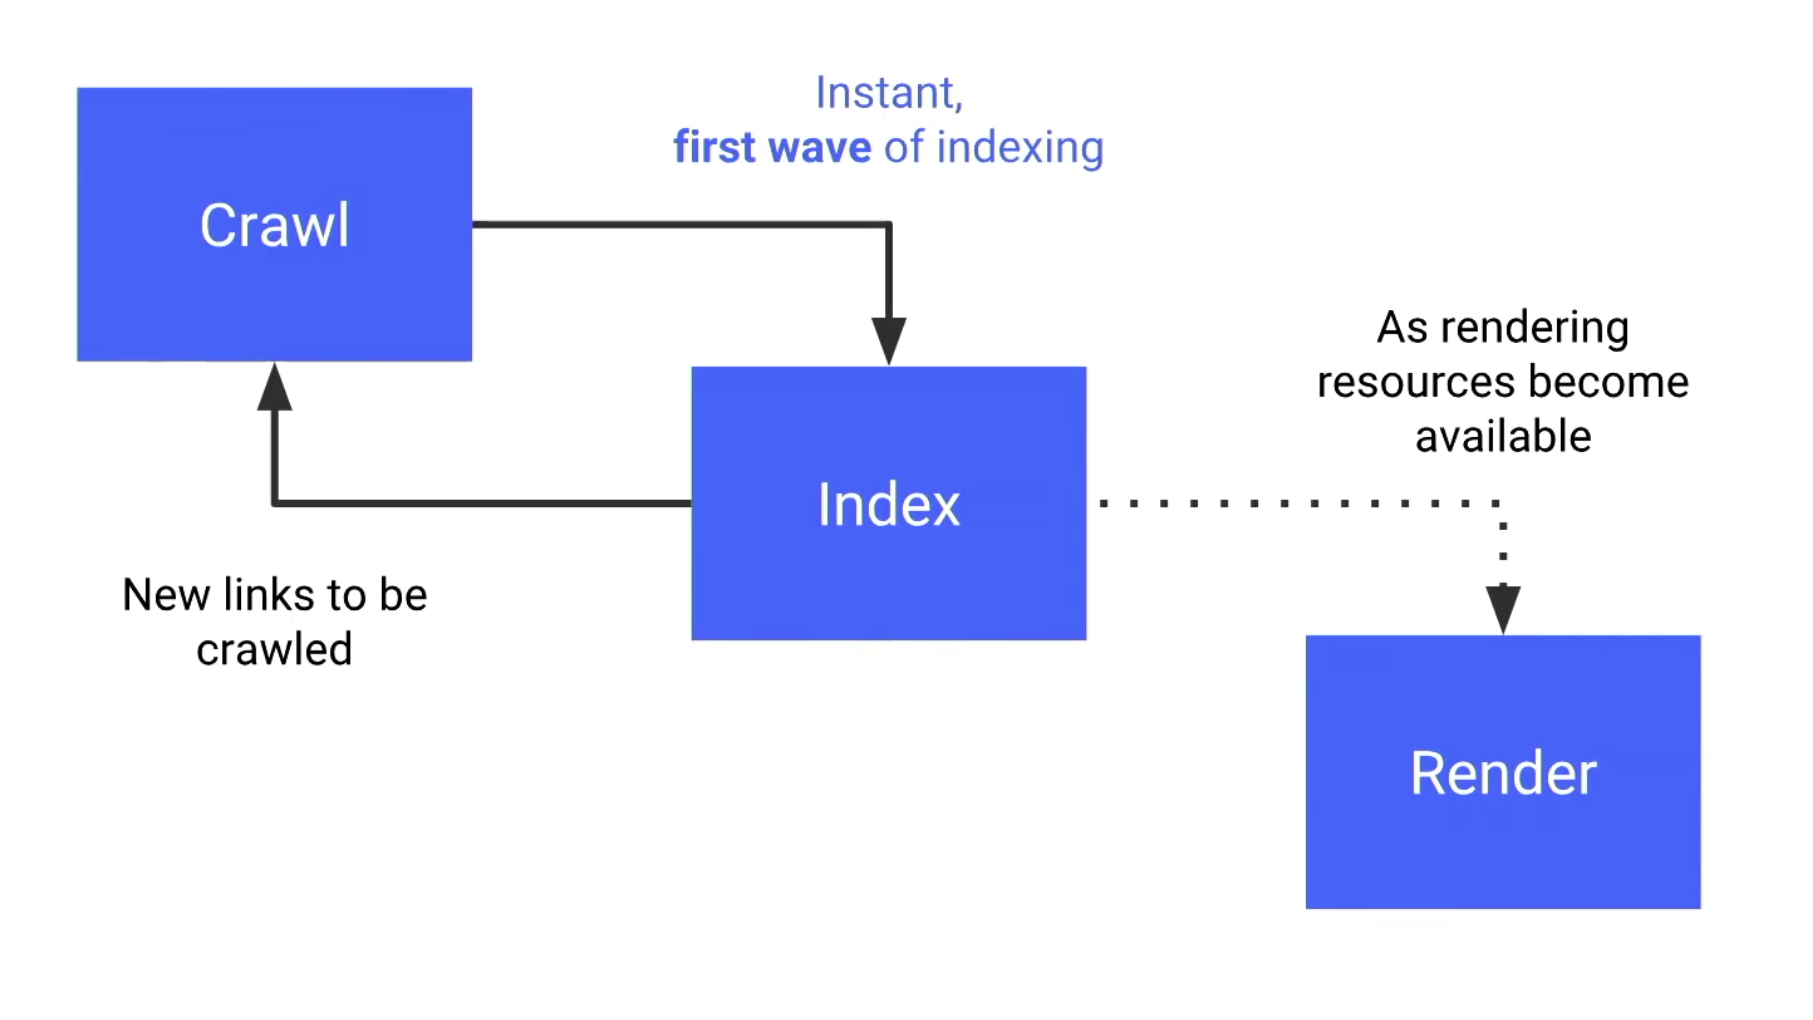 Instant,
first wave of indexing
Crawl
As rendering
resources become
available
Index
New links to be
crawled
Render